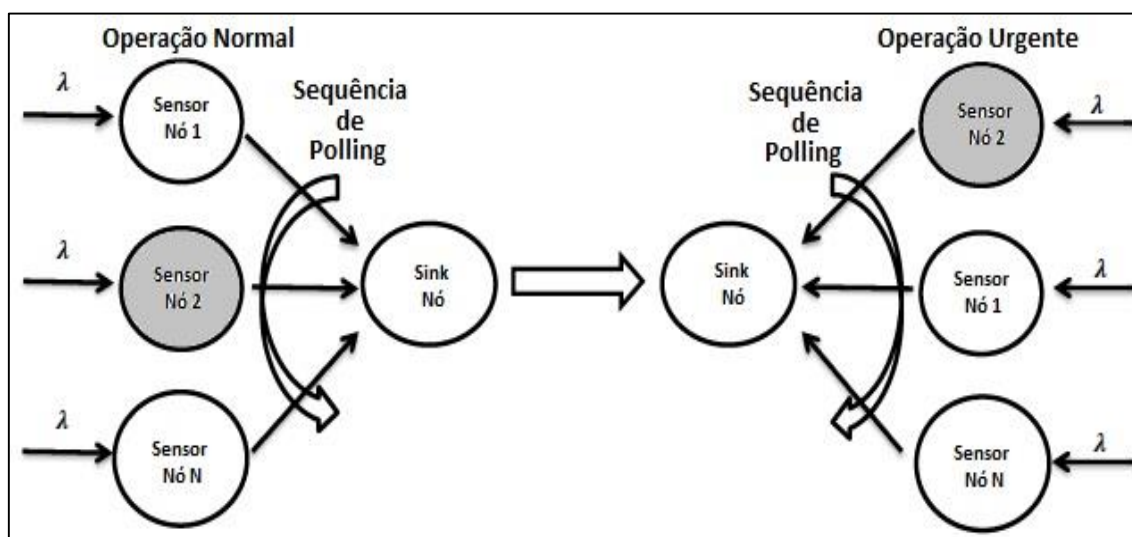 Operação Normal
λ
Sensor
Nó 1
λ
Sensor
Nó 2
λ
Sensor
Nó N
Sequência
de
Polling
Sink
Nó
Operação Urgente
Sequência
de
Polling
Sink
Nó
Sensor
Nó 2
λ
Sensor
Nó 1
λ
Sensor
Nó N
λ